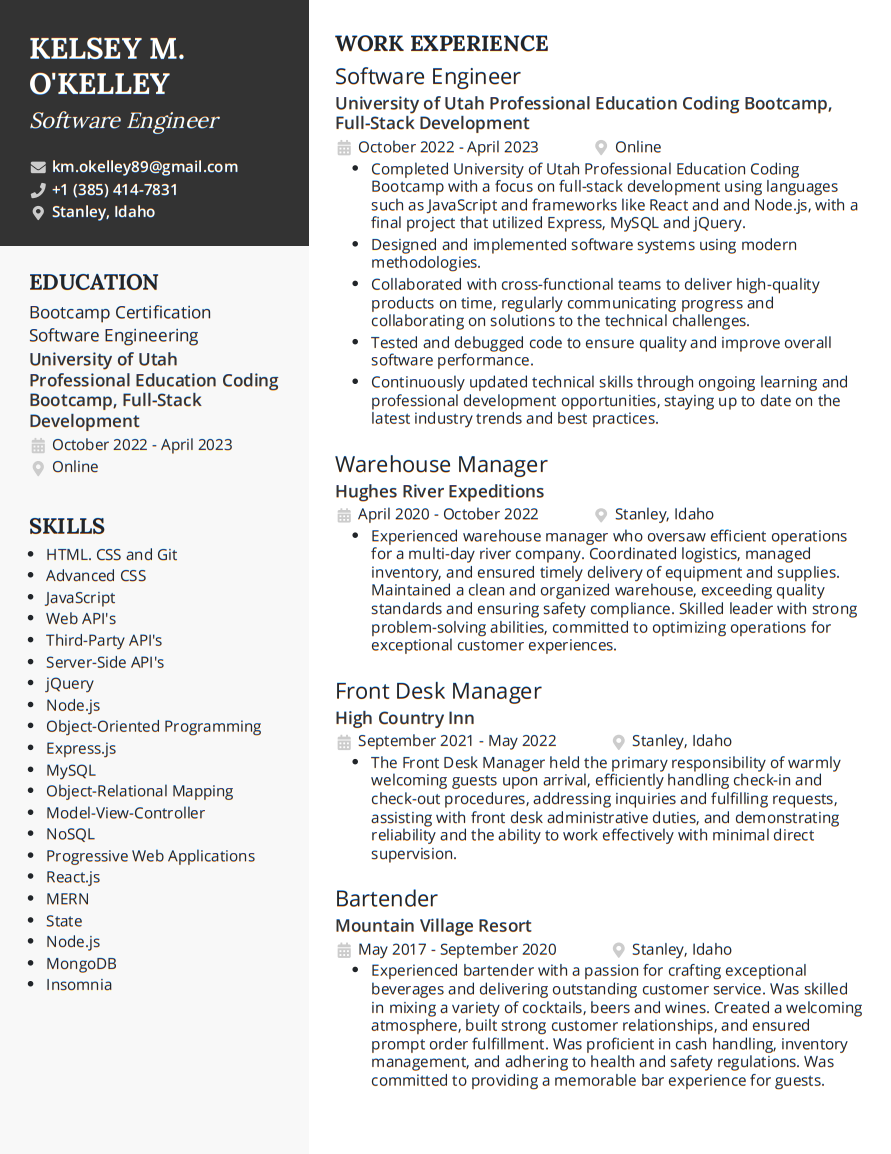 KELSEY M.
O'KELLEY
Software Engineer
km.okelley89@gmail.com
+1 (385) 414-7831
Stanley, Idaho
EDUCATION
Bootcamp Certification
Software Engineering
University of Utah
Professional Education Coding
Bootcamp, Full-Stack
Development
October 2022 - April 2023
Online
SKILLS
• HTML. CSS and Git
• Advanced CSS
• JavaScript
• Web API's
• Third-Party API's
• Server-Side API's
• jQuery
• Node.js
• Object-Oriented Programming
• Express.js
• MySQL
• Object-Relational Mapping
• Model-View-Controller
• NoSQL
• Progressive Web Applications
• React.js
• MERN
• State
• Node.js
• MongoDB
• Insomnia
WORK EXPERIENCE
Software Engineer
University of Utah Professional Education Coding Bootcamp,
Full-Stack Development
October 2022 - April 2023 Online
• Completed University of Utah Professional Education Coding
Bootcamp with a focus on full-stack development using languages
such as JavaScript and frameworks like React and and Node.js, with a
final project that utilized Express, MySQL and jQuery.
• Designed and implemented software systems using modern
methodologies.
• Collaborated with cross-functional teams to deliver high-quality
products on time, regularly communicating progress and
collaborating on solutions to the technical challenges.
• Tested and debugged code to ensure quality and improve overall
software performance.
• Continuously updated technical skills through ongoing learning and
professional development opportunities, staying up to date on the
latest industry trends and best practices.
Warehouse Manager
Hughes River Expeditions
April 2020 - October 2022 Stanley, Idaho
• Experienced warehouse manager who oversaw efficient operations
for a multi-day river company. Coordinated logistics, managed
inventory, and ensured timely delivery of equipment and supplies.
Maintained a clean and organized warehouse, exceeding quality
standards and ensuring safety compliance. Skilled leader with strong
problem-solving abilities, committed to optimizing operations for
exceptional customer experiences.
Front Desk Manager
High Country Inn
September 2021 - May 2022 Stanley, Idaho
• The Front Desk Manager held the primary responsibility of warmly
welcoming guests upon arrival, efficiently handling check-in and
check-out procedures, addressing inquiries and fulfilling requests,
assisting with front desk administrative duties, and demonstrating
reliability and the ability to work effectively with minimal direct
supervision.
Bartender
Mountain Village Resort
May 2017 - September 2020 Stanley, Idaho
• Experienced bartender with a passion for crafting exceptional
beverages and delivering outstanding customer service. Was skilled
in mixing a variety of cocktails, beers and wines. Created a welcoming
atmosphere, built strong customer relationships, and ensured
prompt order fulfillment. Was proficient in cash handling, inventory
management, and adhering to health and safety regulations. Was
committed to providing a memorable bar experience for guests.